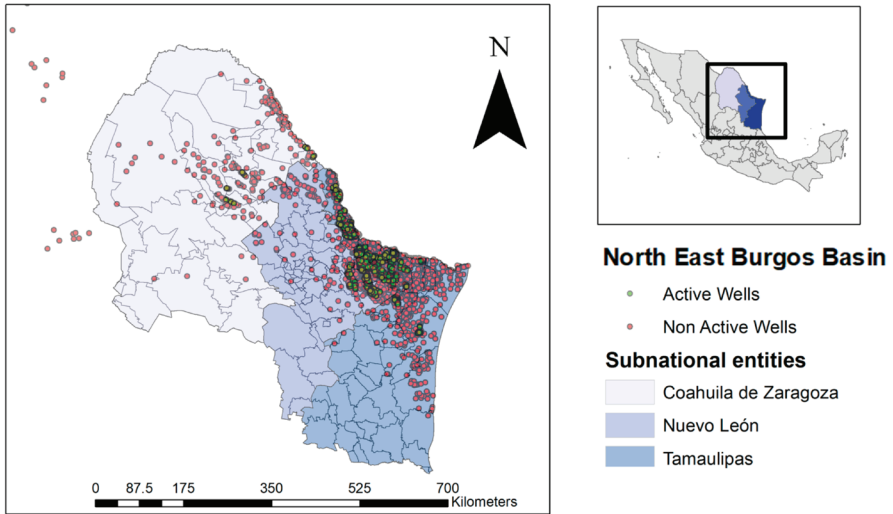 N
North East Burgos Basin
Active Wells
Non Active Wells
Subnational entities
Coahuila de Zaragoza
Nuevo León
Tamaulipas
0 87.5 175 350 525 700
Kilometers